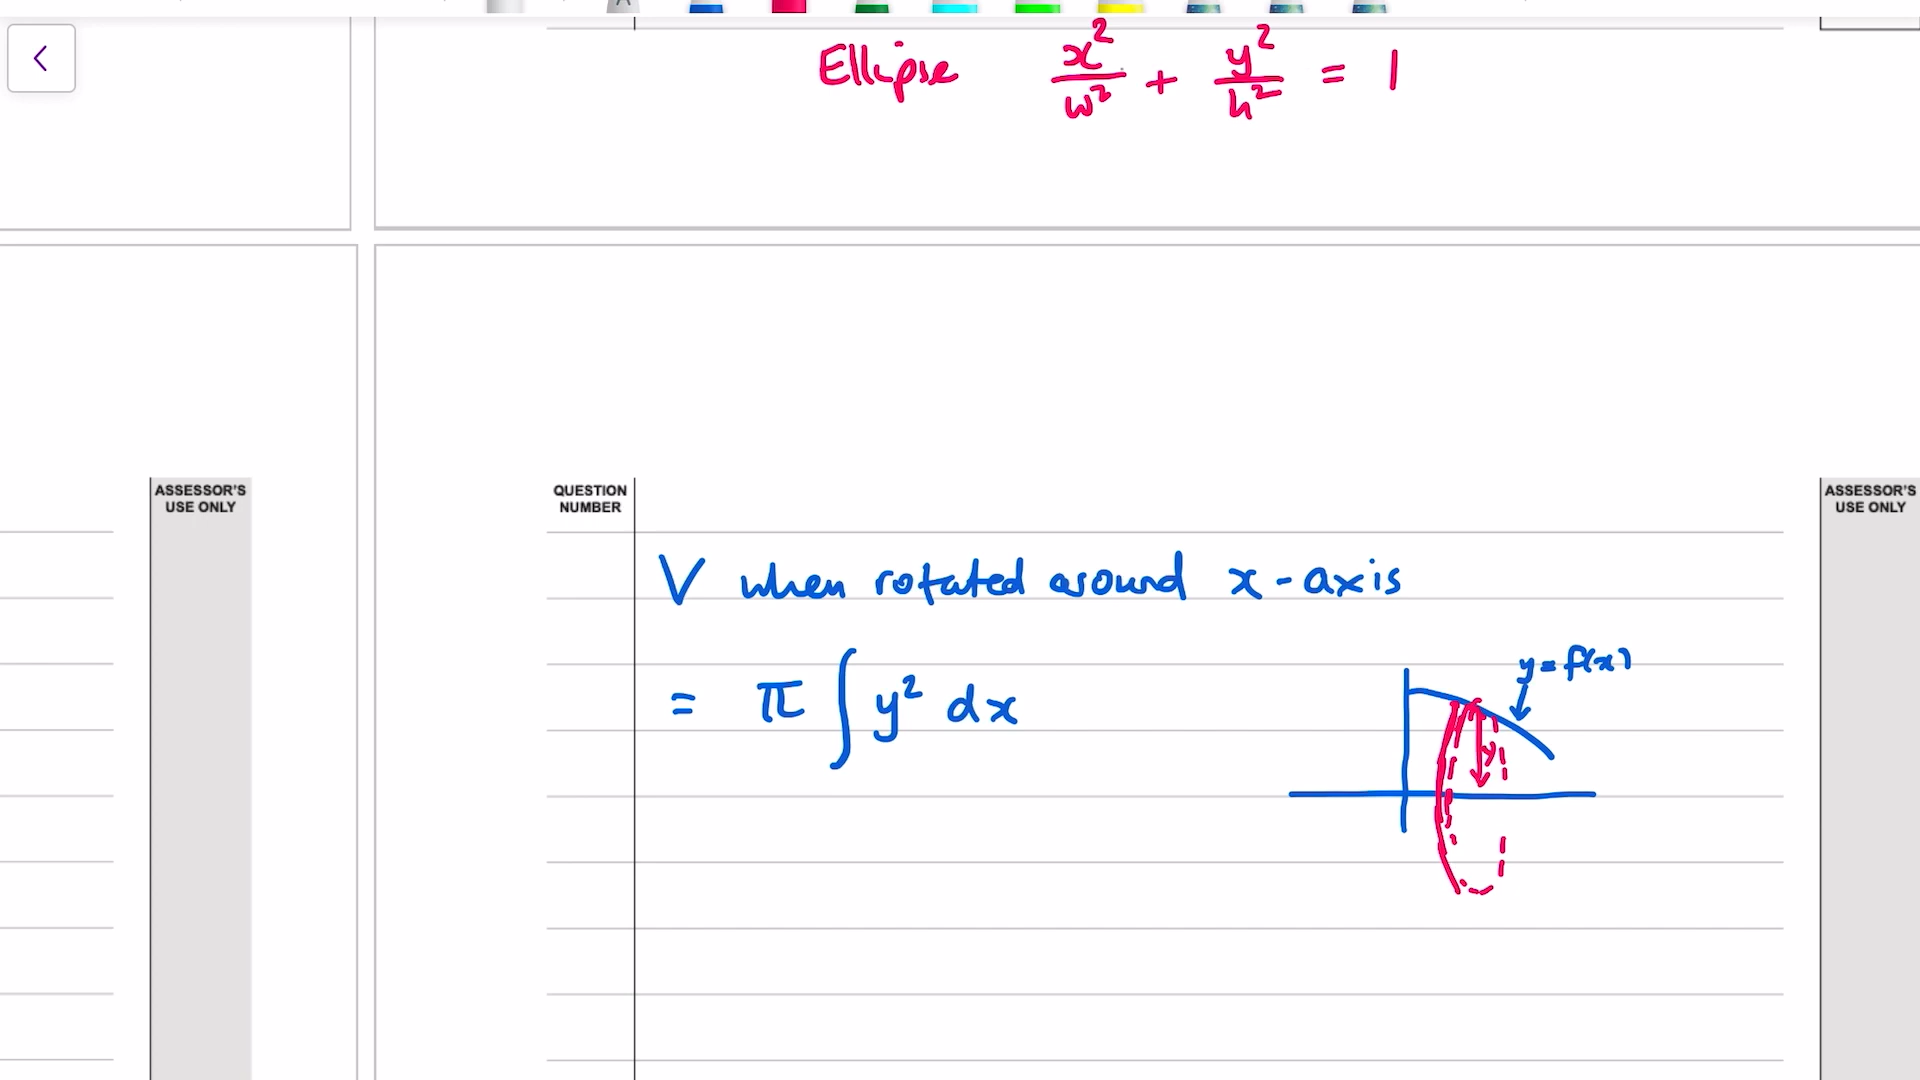 Ellipse x²/w² + y²/h² = 1
ASSESSOR'S
USE ONLY
QUESTION
NUMBER
ASSESSOR'S
USE ONLY
V when rotated around x-axis
= π ∫ y² dx
y = f(x)
y